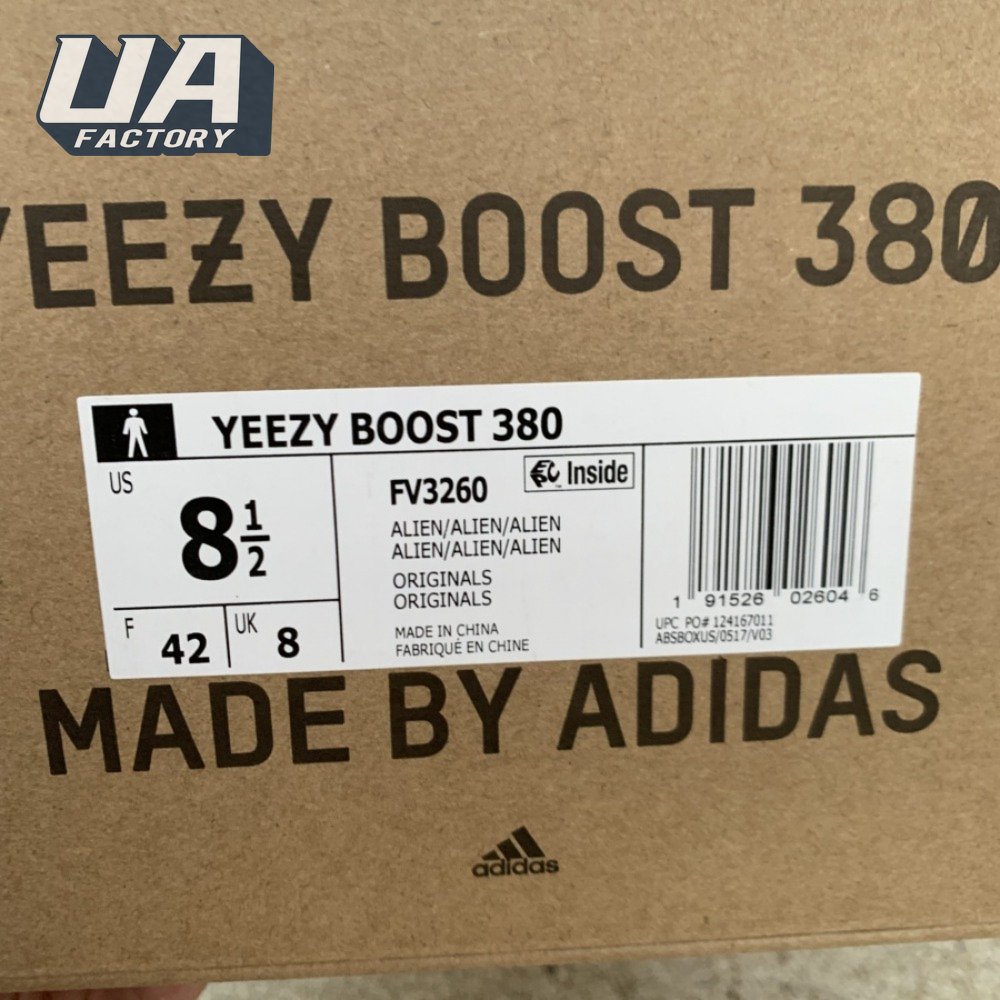 UA
FACTORY
YEEZY BOOST 380
YEEZY BOOST 380
US
8 1/2
FV3260
Inside
ALIEN/ALIEN/ALIEN
ALIEN/ALIEN/ALIEN
ORIGINALS
ORIGINALS
MADE IN CHINA
FABRIQUÉ EN CHINE
F 42
UK 8
1 91526 02604 6
UPC PO# 124167011
ABSBOXUS/0517/V03
MADE BY ADIDAS
adidas